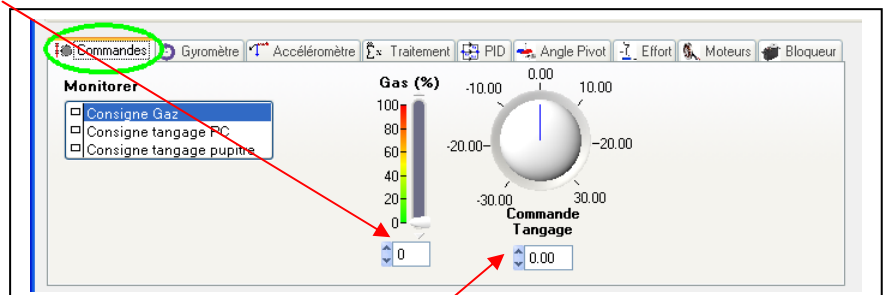 Commandes Gyromètre Accéléromètre Traitement PID Angle Pivot Effort Moteurs Bloqueur
Monitorer
Consigne Gaz
Consigne tangage PC
Consigne tangage pupitre
Gas (%)
100
80
60
40
20
0
0
0.00
-10.00 10.00
-20.00 -20.00
-30.00 30.00
Commande
Tangage
0.00